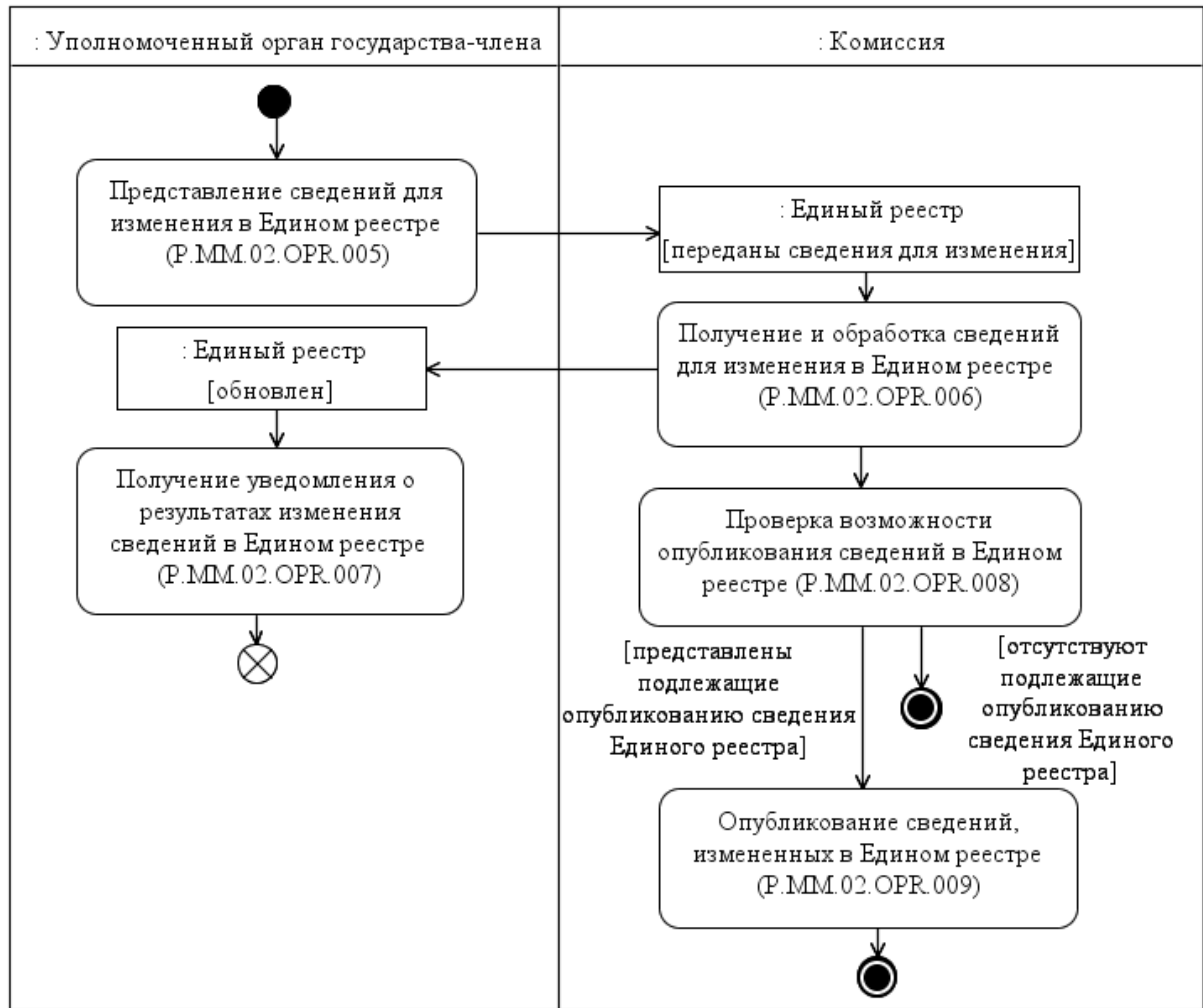 : Уполномоченный орган государства-члена
: Комиссия
Представление сведений для
изменения в Едином реестре
(P.MM.02.OPR.005)
: Единый реестр
[переданы сведения для изменения]
Получение и обработка сведений
для изменения в Едином реестре
(P.MM.02.OPR.006)
: Единый реестр
[обновлен]
Получение уведомления о
результатах изменения
сведений в Едином реестре
(P.MM.02.OPR.007)
Проверка возможности
опубликования сведений в Едином
реестре (P.MM.02.OPR.008)
[представлены
подлежащие
опубликованию сведения
Единого реестра]
[отсутствуют
подлежащие
опубликованию
сведения Единого
реестра]
Опубликование сведений,
измененных в Едином реестре
(P.MM.02.OPR.009)